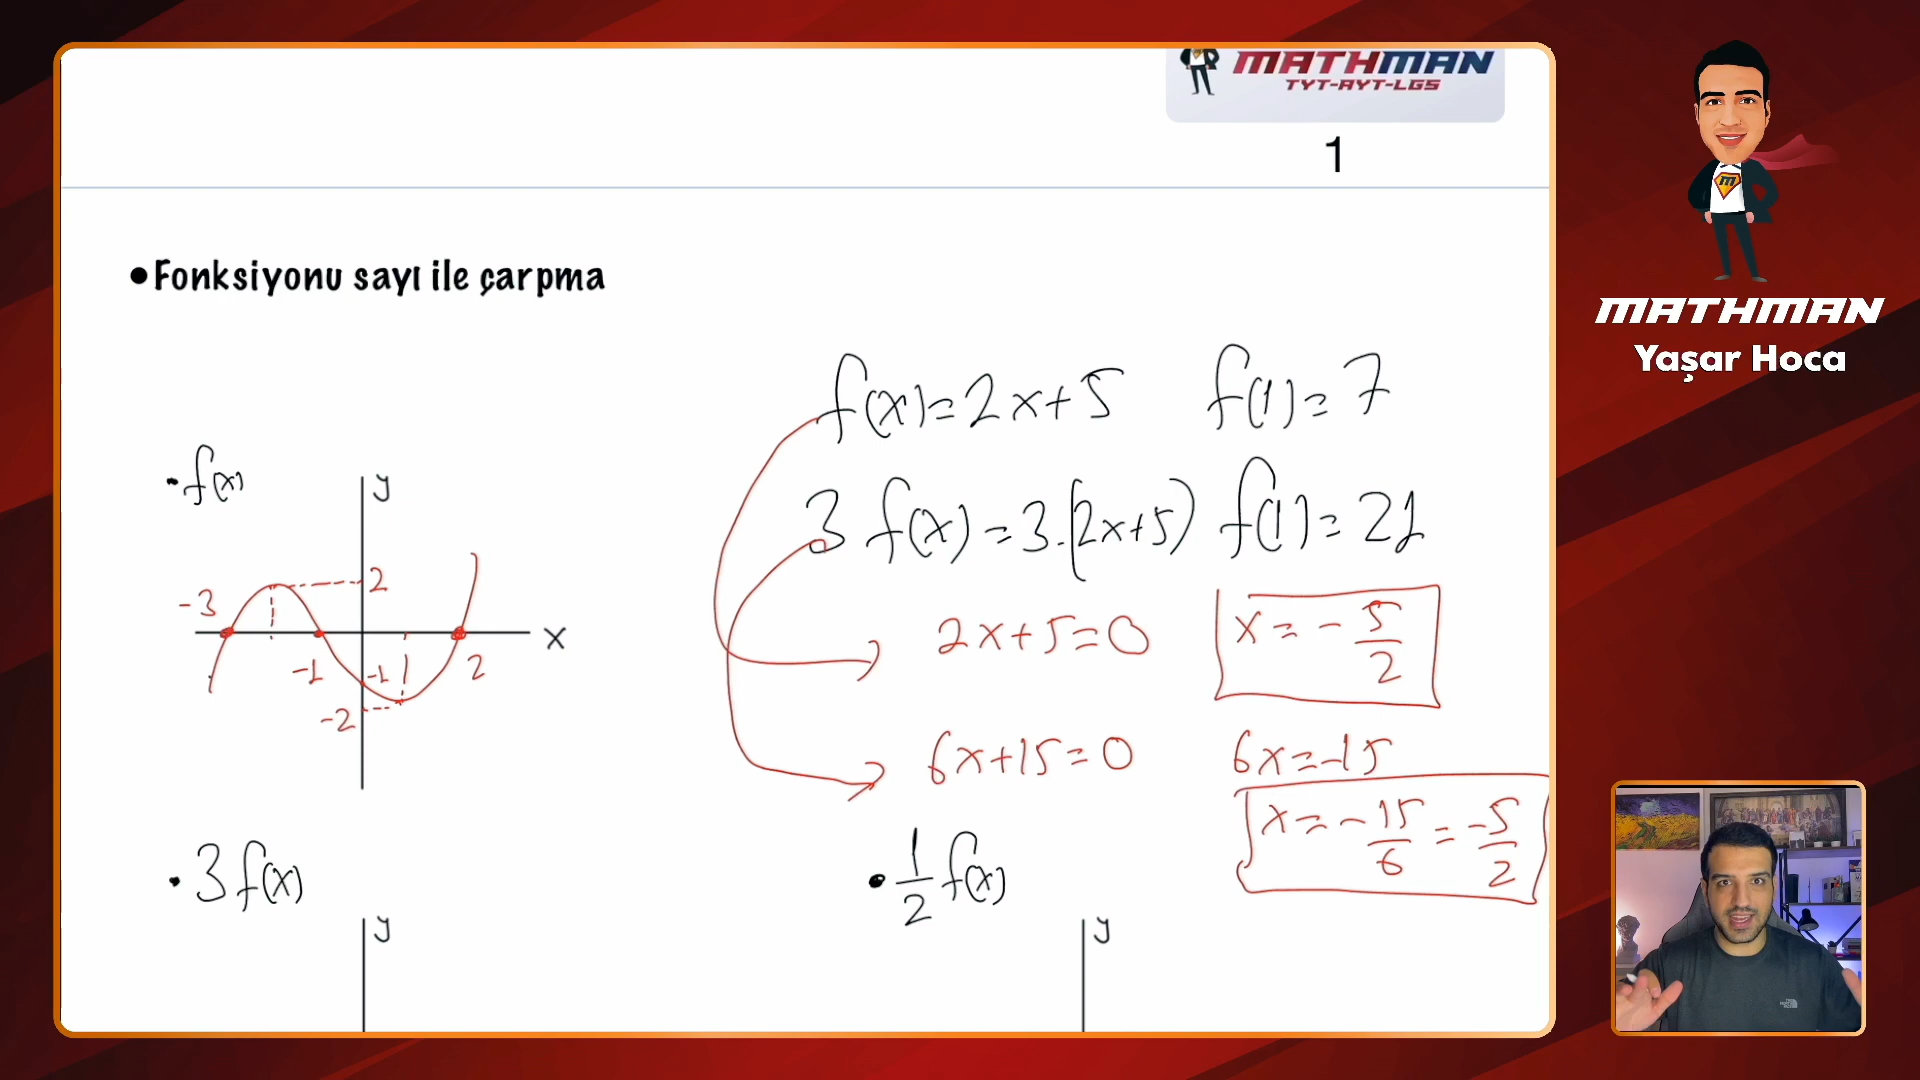 MATHMAN
TYT-AYT-LGS
1
•Fonksiyonu sayı ile çarpma
f(x)=2x+5 f(1)=7
3 f(x)=3.(2x+5) f(1)=21
•f(x)
y
2
-3
x
-1
-1
1
2
-2
2x+5=0 x=-5/2
6x+15=0 6x=-15
x=-15/6=-5/2
•3f(x)
y
•1/2 f(x)
y
MATHMAN
Yaşar Hoca
M